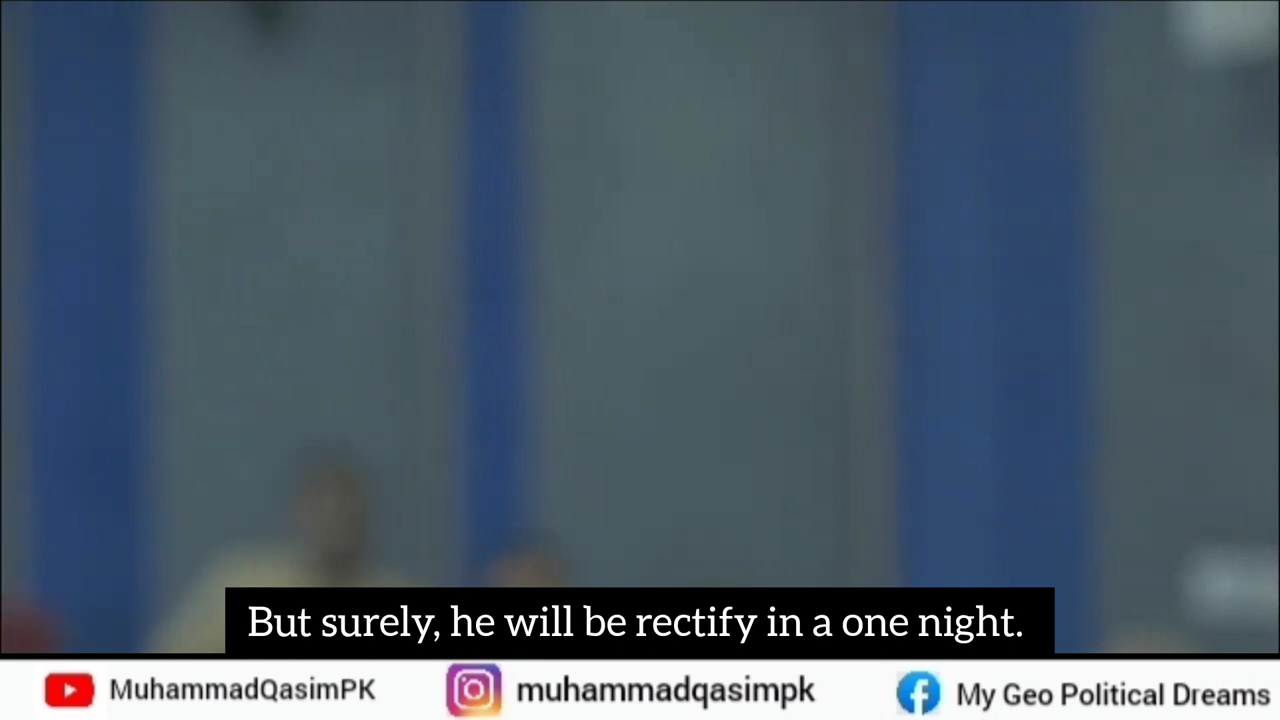 But surely, he will be rectify in a one night.
MuhammadQasimPK muhammadqasimpk My Geo Political Dreams